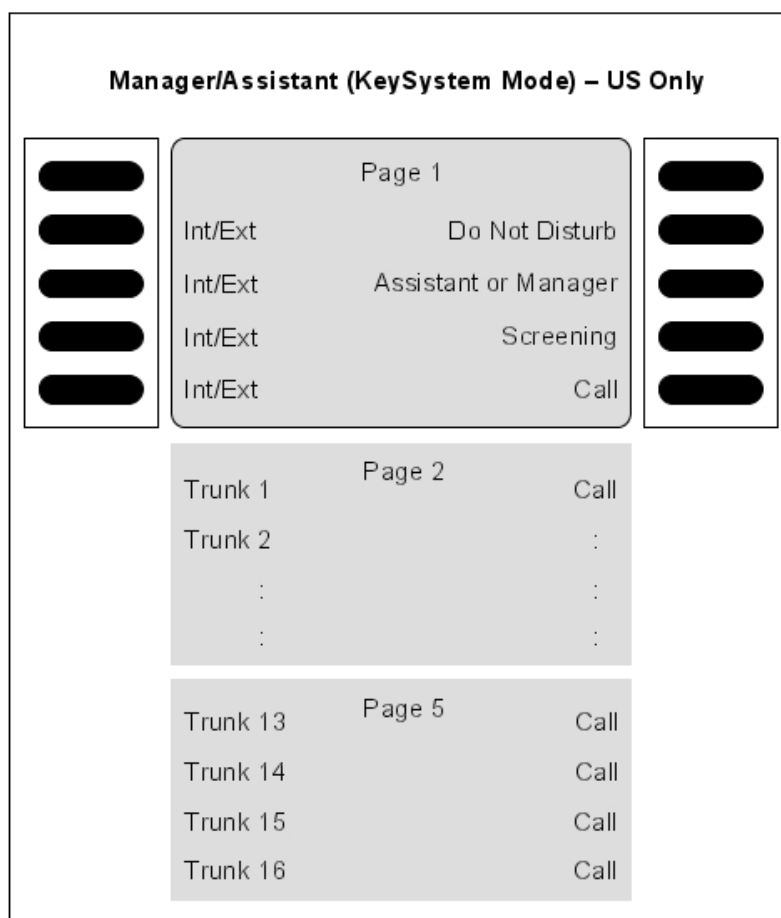 Manager/Assistant (KeySystem Mode) – US Only
Page 1
Int/Ext Do Not Disturb
Int/Ext Assistant or Manager
Int/Ext Screening
Int/Ext Call
Page 2
Trunk 1 Call
Trunk 2 :
: :
: :
Page 5
Trunk 13 Call
Trunk 14 Call
Trunk 15 Call
Trunk 16 Call